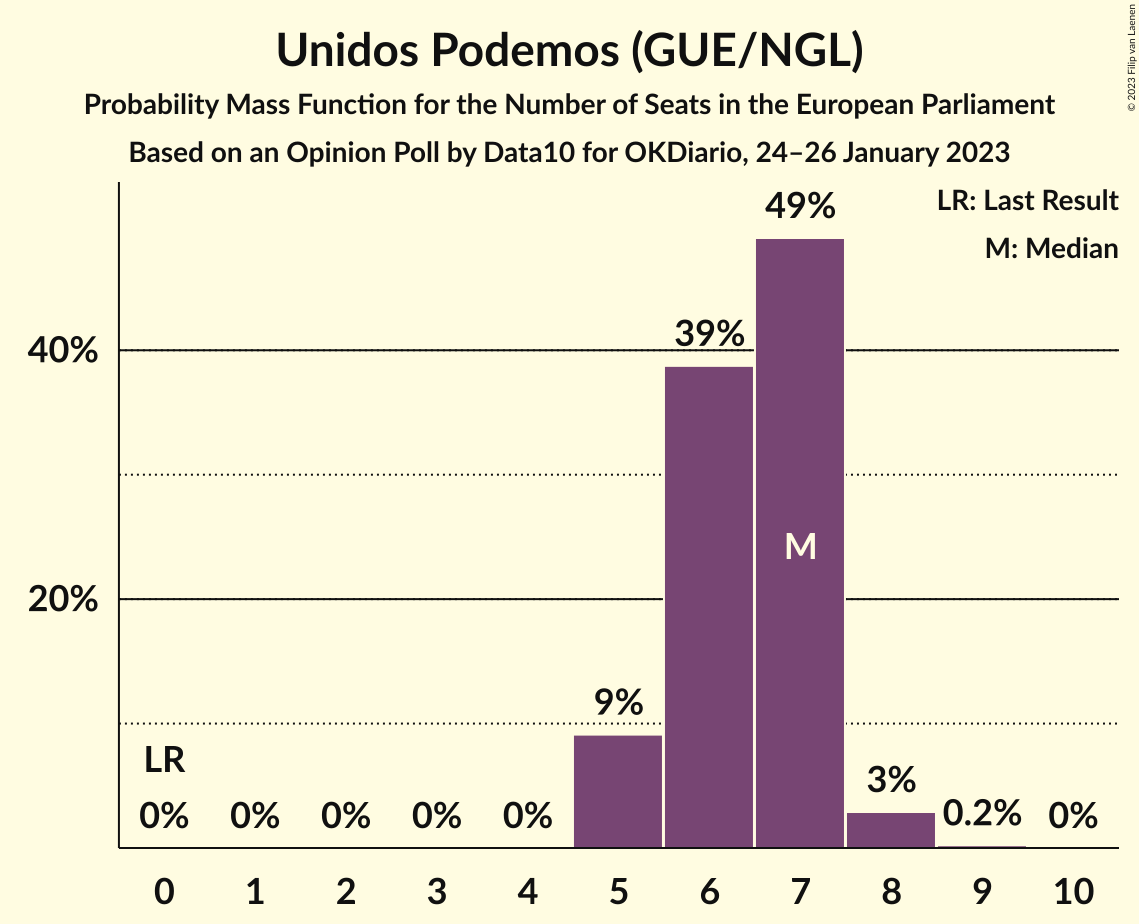 Unidos Podemos (GUE/NGL)
Probability Mass Function for the Number of Seats in the European Parliament
Based on an Opinion Poll by Data10 for OKDiario, 24–26 January 2023
© 2023 Filip van Laenen
LR: Last Result
M: Median
49%
39%
40%
M
20%
9%
LR
3%
0% 0% 0% 0% 0% 0.2% 0%
0 1 2 3 4 5 6 7 8 9 10